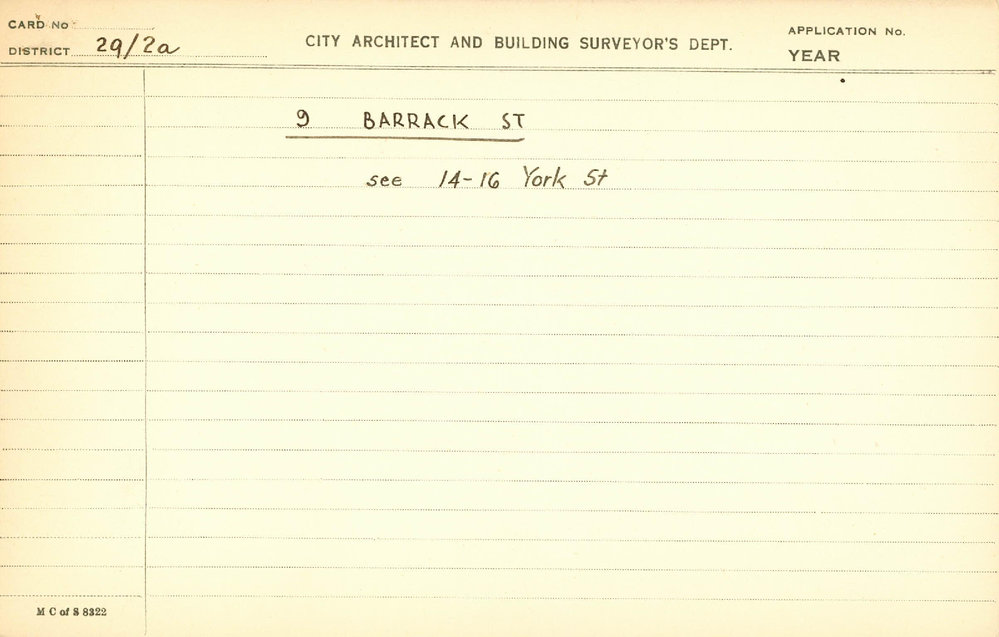 CARD No
DISTRICT 29/2a
CITY ARCHITECT AND BUILDING SURVEYOR'S DEPT.
APPLICATION No.
YEAR
9 BARRACK ST
see 14-16 York St
M C of S 8322